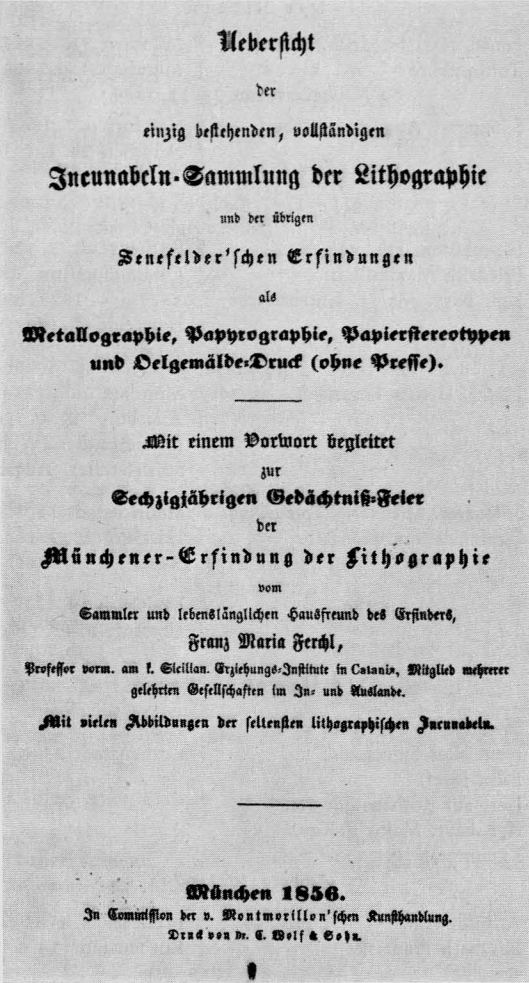 Uebersicht
der
einzig bestehenden, vollständigen
Incunabeln-Sammlung der Lithographie
und der übrigen
Senefelder'schen Erfindungen
als
Metallographie, Papyrographie, Papierstereotypen
und Oelgemälde-Druck (ohne Presse).
Mit einem Vorwort begleitet
zur
Sechzigjährigen Gedächtniß-Feier
der
Münchener-Erfindung der Lithographie
vom
Sammler und lebenslänglichen Hausfreund des Erfinders,
Franz Maria Ferchl,
Professor vorm. am k. Sicilian. Erziehungs-Institute in Catania, Mitglied mehrerer
gelehrten Gesellschaften im In- und Auslande.
Mit vielen Abbildungen der seltensten lithographischen Incunabeln.
München 1856.
In Commission der v. Montmorillon'schen Kunsthandlung.
Druck von Dr. C. Wolf & Sohn.